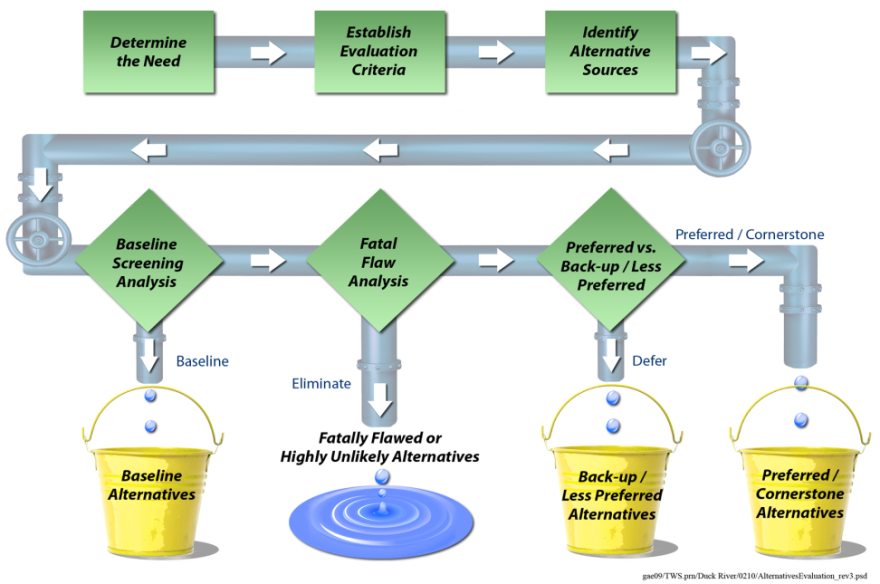 Determine
the Need
Establish
Evaluation
Criteria
Identify
Alternative
Sources
Baseline
Screening
Analysis
Fatal
Flaw
Analysis
Preferred vs.
Back-up / Less
Preferred
Preferred / Cornerstone
Baseline
Eliminate
Defer
Fatally Flawed or
Highly Unlikely Alternatives
Baseline
Alternatives
Back-up /
Less Preferred
Alternatives
Preferred /
Cornerstone
Alternatives
gae09/TWS.prn/Duck River/0210/AlternativesEvaluation_rev3.psd